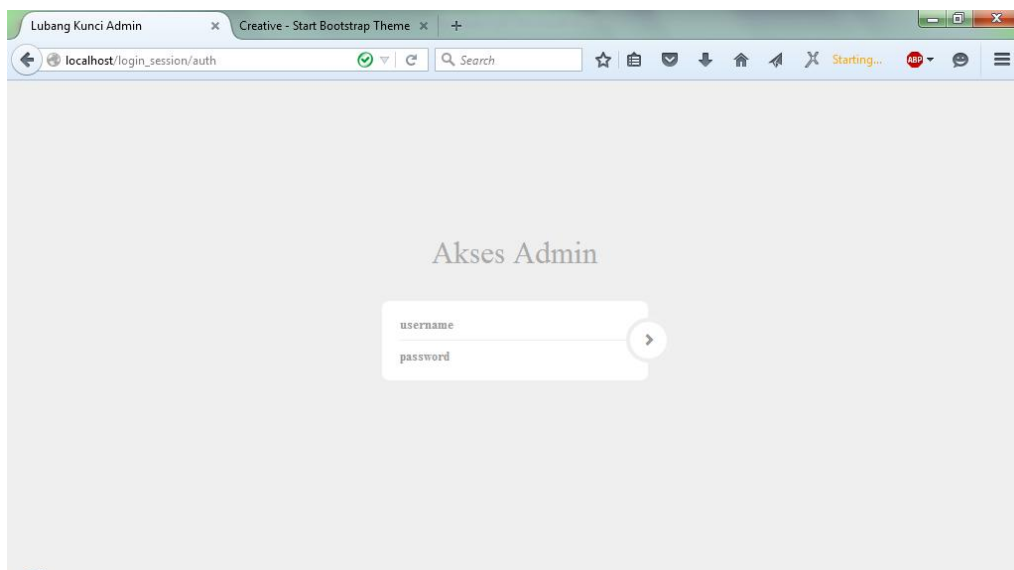 Lubang Kunci Admin
Creative - Start Bootstrap Theme
localhost/login_session/auth
Search
Starting...
ABP
Akses Admin
username
password